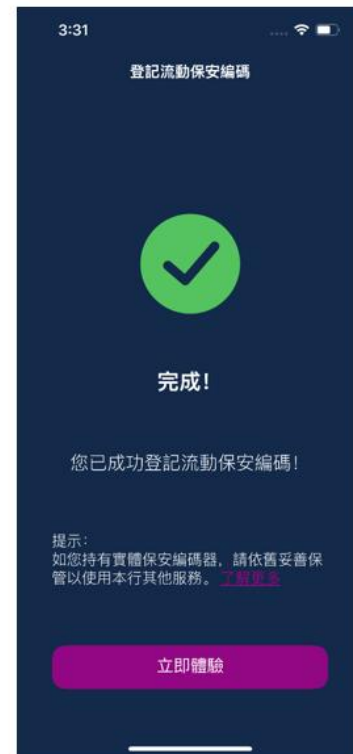 3:31
登記流動保安編碼
完成!
您已成功登記流動保安編碼!
提示:
如您持有實體保安編碼器, 請依舊妥善保
管以使用本行其他服務。 了解更多
立即體驗